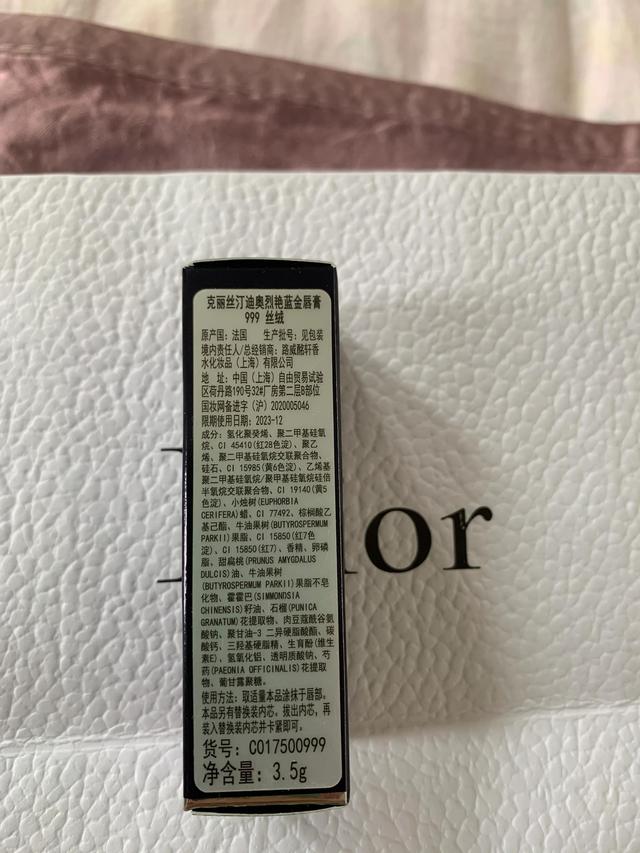 克丽丝汀迪奥烈艳蓝金唇膏
999 丝绒
原产国：法国 生产批号：见包装
境内责任人/总经销商：路威酩轩香
水化妆品（上海）有限公司
地 址：中国（上海）自由贸易试验
区荷丹路190号32#厂房第二层B部位
国妆网备进字（沪）2020005046
限期使用日期：2023-12
成分：氢化聚癸烯、聚二甲基硅氧
烷、CI 45410(红28色淀)、聚乙
烯、聚二甲基硅氧烷交联聚合物、
硅石、CI 15985(黄6色淀)、乙烯基
聚二甲基硅氧烷/聚甲基硅氧烷硅倍
半氧烷交联聚合物、CI 19140(黄5
色淀)、小烛树(EUPHORBIA
CERIFERA)蜡、CI 77492、棕榈酸乙
基己酯、牛油果树(BUTYROSPERMUM
PARKII)果脂、CI 15850(红7色
淀)、CI 15850(红7)、香精、卵磷
脂、甜扁桃(PRUNUS AMYGDALUS
DULCIS)油、牛油果树
(BUTYROSPERMUM PARKII)果脂不皂
化物、霍霍巴(SIMMONDSIA
CHINENSIS)籽油、石榴(PUNICA
GRANATUM)花提取物、肉豆蔻酰谷氨
酸钠、聚甘油-3 二异硬脂酸酯、碳
酸钙、三羟基硬脂精、生育酚(维生
素E)、氢氧化铝、透明质酸钠、芍
药(PAEONIA OFFICINALIS)花提取
物、葡甘露聚糖。
使用方法：取适量本品涂抹于唇部。
本品另有替换装内芯。拔出内芯，再
装入替换装内芯并卡紧即可。
货号：C017500999
净含量：3.5g
or